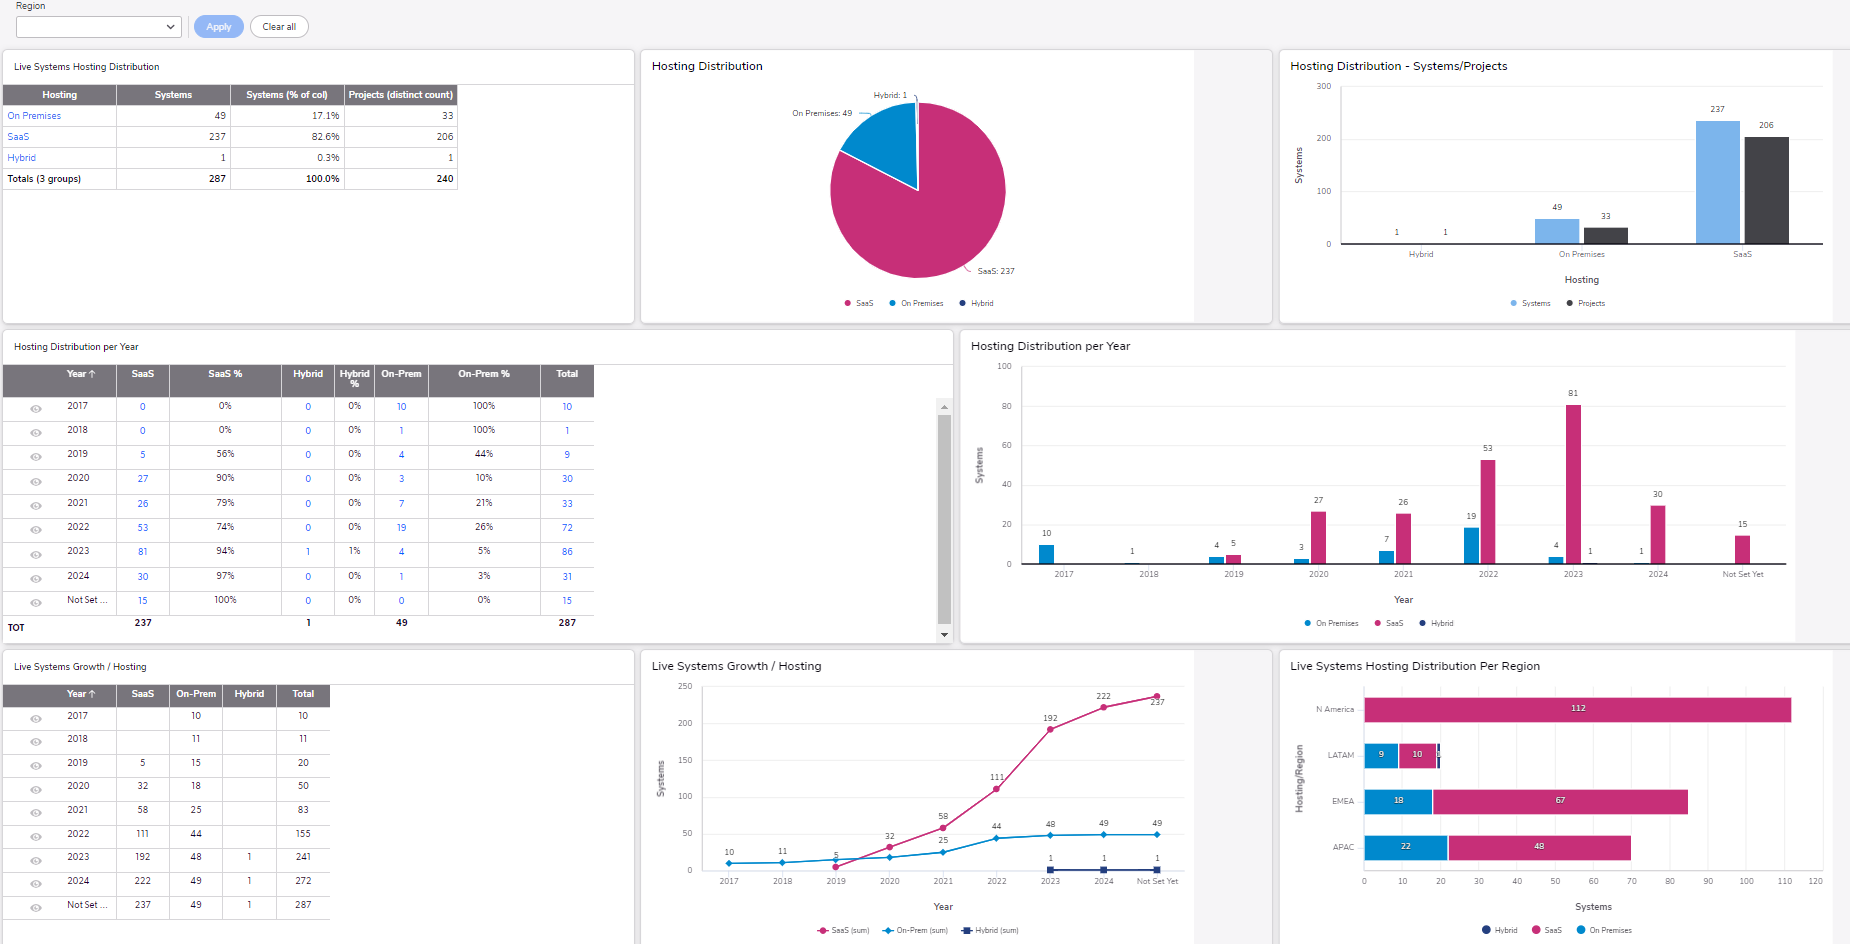 Region
Apply
Clear all
Live Systems Hosting Distribution
Hosting Systems Systems (% of col) Projects (distinct count)
On Premises 49 17.1% 33
SaaS 237 82.6% 206
Hybrid 1 0.3% 1
Totals (3 groups) 287 100.0% 240
Hosting Distribution
Hybrid: 1
On Premises: 49
SaaS: 237
SaaS On Premises Hybrid
Hosting Distribution - Systems/Projects
300
200
100
0
Systems
1 1 49 33 237 206
Hybrid On Premises SaaS
Hosting
Systems Projects
Hosting Distribution per Year
Year ↑ SaaS SaaS % Hybrid Hybrid % On-Prem On-Prem % Total
2017 0 0% 0 0% 10 100% 10
2018 0 0% 0 0% 1 100% 1
2019 5 56% 0 0% 4 44% 9
2020 27 90% 0 0% 3 10% 30
2021 26 79% 0 0% 7 21% 33
2022 53 74% 0 0% 19 26% 72
2023 81 94% 1 1% 4 5% 86
2024 30 97% 0 0% 1 3% 31
Not Set ... 15 100% 0 0% 0 0% 15
TOT 237 1 49 287
Hosting Distribution per Year
100
80
60
40
20
0
Systems
10 1 4 5 3 27 7 26 19 53 4 81 1 1 30 15
2017 2018 2019 2020 2021 2022 2023 2024 Not Set Yet
Year
On Premises SaaS Hybrid
Live Systems Growth / Hosting
Year ↑ SaaS On-Prem Hybrid Total
2017 10 10
2018 11 11
2019 5 15 20
2020 32 18 50
2021 58 25 83
2022 111 44 155
2023 192 48 1 241
2024 222 49 1 272
Not Set ... 237 49 1 287
Live Systems Growth / Hosting
250
200
150
100
50
0
Systems
10 11 5 32 58 25 111 44 192 48 1 222 49 1 237 49 1
2017 2018 2019 2020 2021 2022 2023 2024 Not Set Yet
Year
SaaS (sum) On-Prem (sum) Hybrid (sum)
Live Systems Hosting Distribution Per Region
Hosting/Region
N America 112
LATAM 9 10
EMEA 18 67
APAC 22 48
0 10 20 30 40 50 60 70 80 90 100 110 120
Systems
Hybrid SaaS On Premises